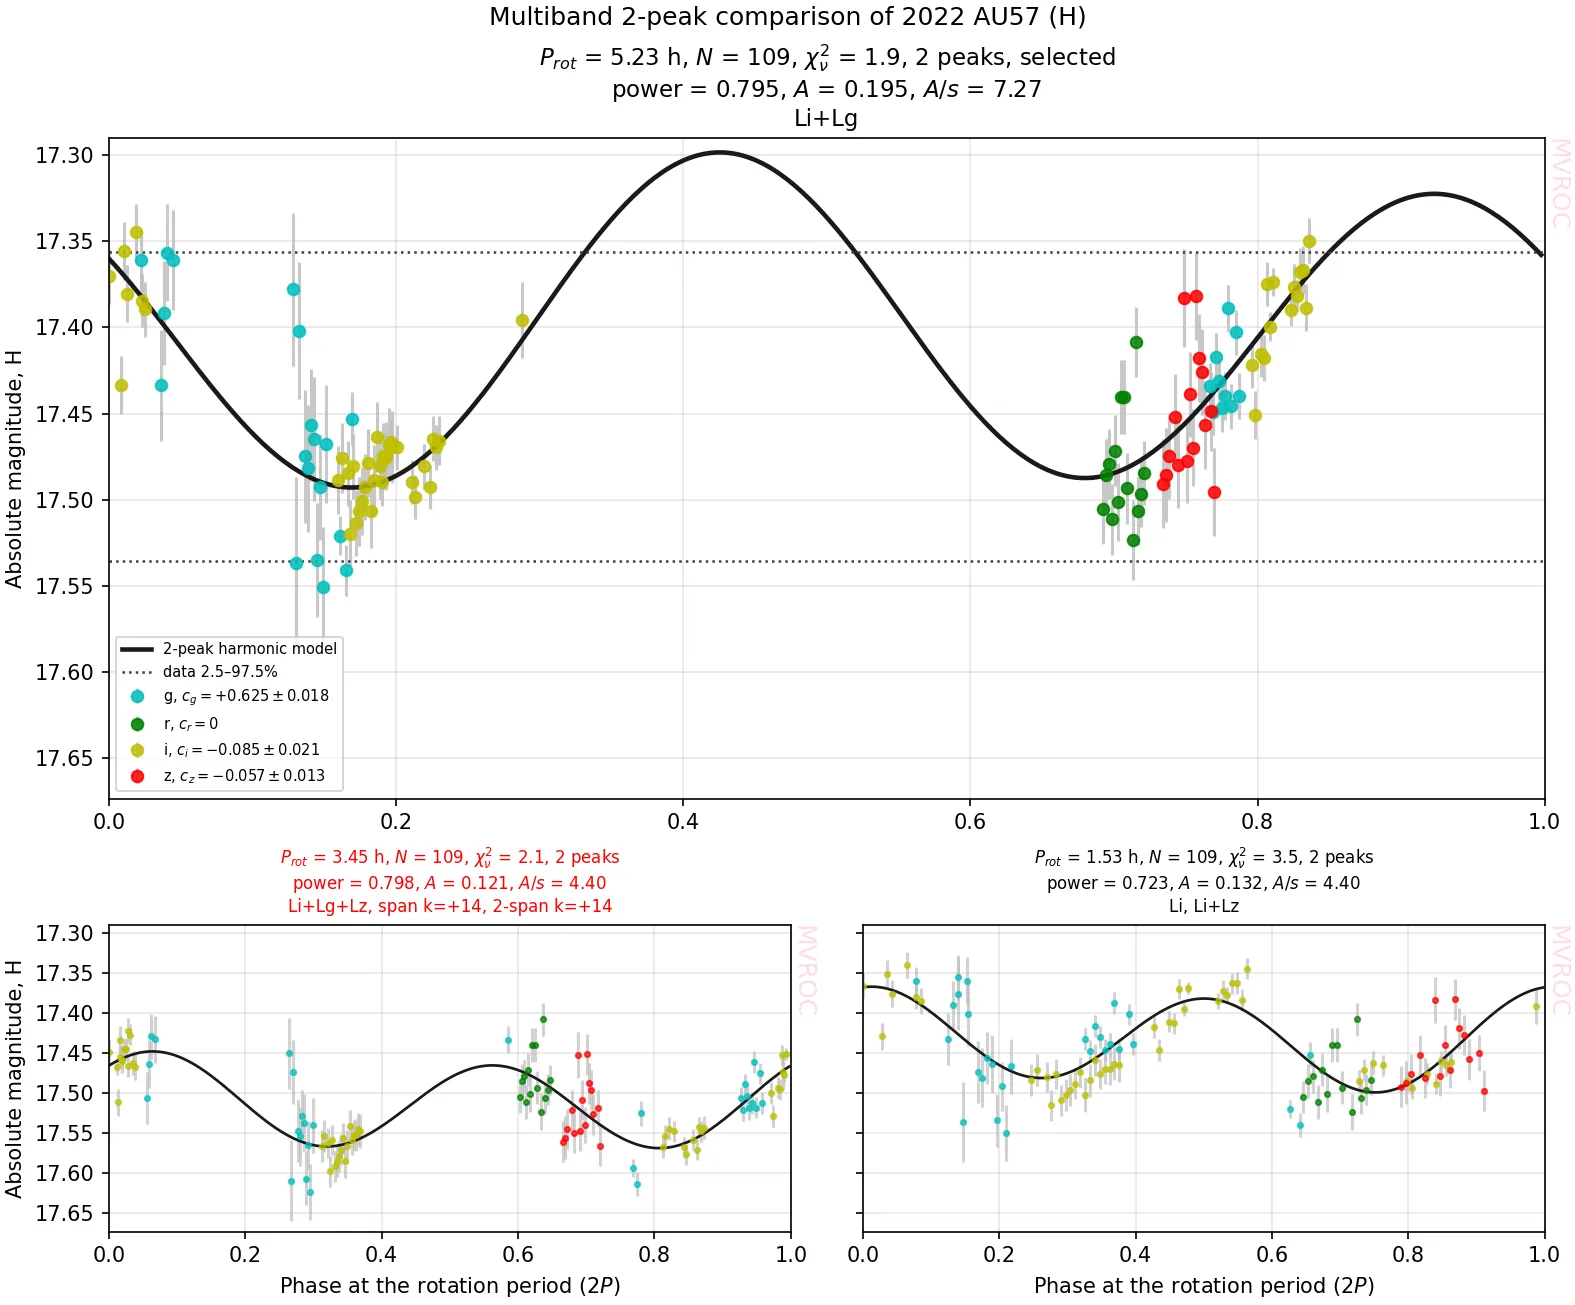 Multiband 2-peak comparison of 2022 AU57 (H)
P_rot = 5.23 h, N = 109, χ²_ν = 1.9, 2 peaks, selected
power = 0.795, A = 0.195, A/s = 7.27
Li+Lg
MVROC
Absolute magnitude, H
17.30
17.35
17.40
17.45
17.50
17.55
17.60
17.65
2-peak harmonic model
data 2.5–97.5%
g, c_g = +0.625 ± 0.018
r, c_r = 0
i, c_i = −0.085 ± 0.021
z, c_z = −0.057 ± 0.013
0.0 0.2 0.4 0.6 0.8 1.0
P_rot = 3.45 h, N = 109, χ²_ν = 2.1, 2 peaks
power = 0.798, A = 0.121, A/s = 4.40
Li+Lg+Lz, span k=+14, 2-span k=+14
MVROC
Absolute magnitude, H
17.30
17.35
17.40
17.45
17.50
17.55
17.60
17.65
0.0 0.2 0.4 0.6 0.8 1.0
Phase at the rotation period (2P)
P_rot = 1.53 h, N = 109, χ²_ν = 3.5, 2 peaks
power = 0.723, A = 0.132, A/s = 4.40
Li, Li+Lz
MVROC
0.0 0.2 0.4 0.6 0.8 1.0
Phase at the rotation period (2P)